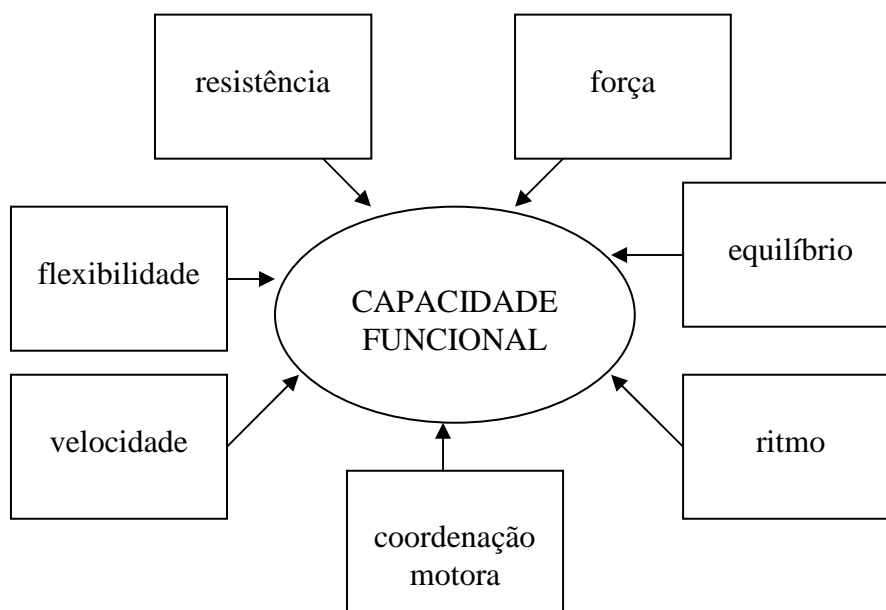 resistência
força
flexibilidade
equilíbrio
CAPACIDADE
FUNCIONAL
velocidade
ritmo
coordenação
motora